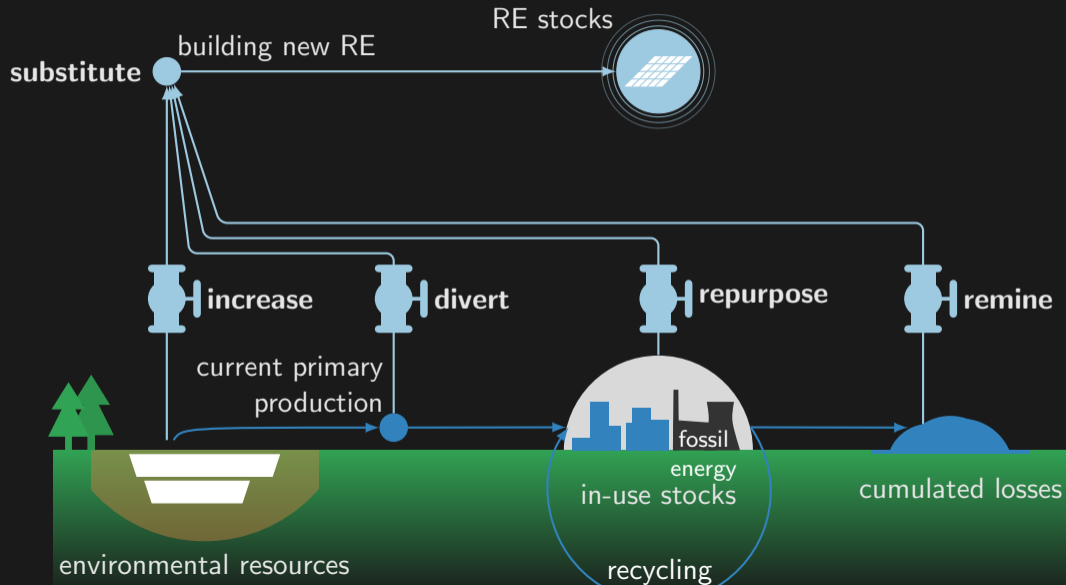 RE stocks
building new RE
substitute
increase
divert
repurpose
remine
current primary
production
fossil
energy
in-use stocks
cumulated losses
environmental resources
recycling